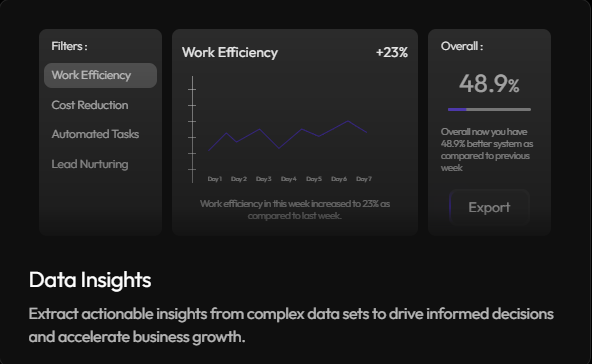 Filters :
Work Efficiency
Cost Reduction
Automated Tasks
Lead Nurturing
Work Efficiency +23%
Day 1 Day 2 Day 3 Day 4 Day 5 Day 6 Day 7
Work efficiency in this week increased to 23% as
compared to last week.
Overall :
48.9%
Overall now you have
48.9% better system as
compared to previous
week
Export
Data Insights
Extract actionable insights from complex data sets to drive informed decisions
and accelerate business growth.